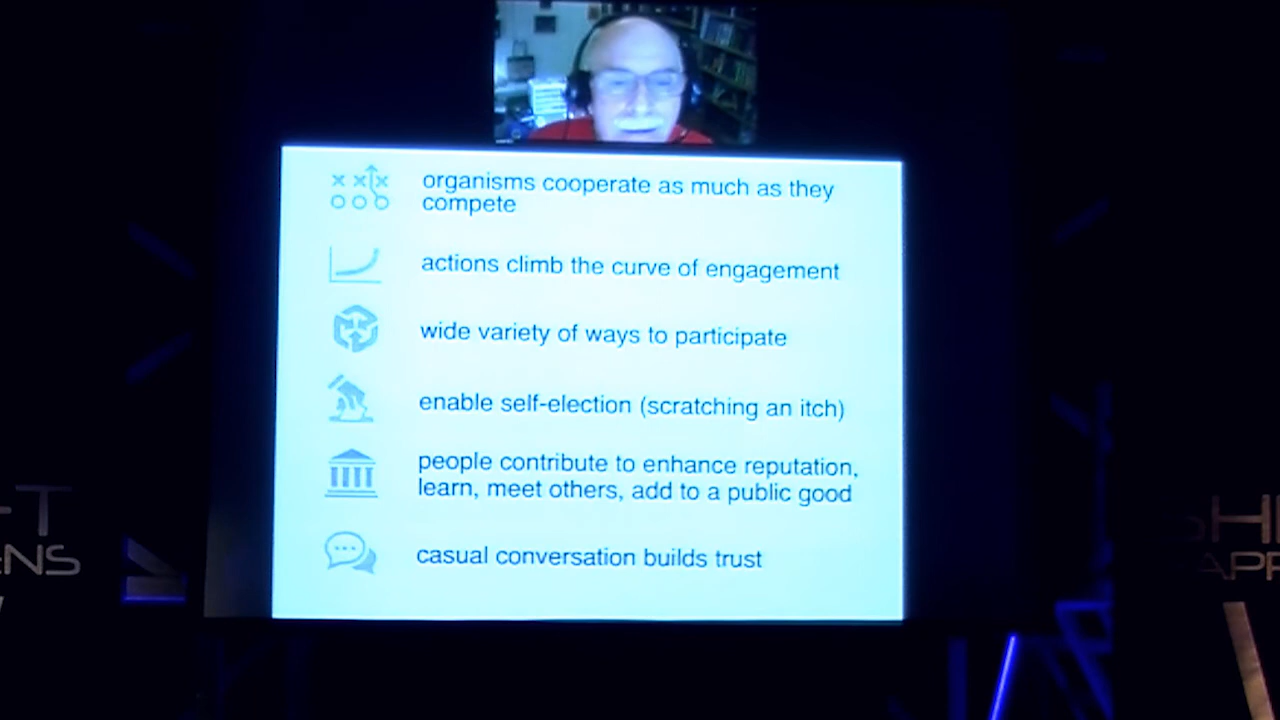 organisms cooperate as much as they
compete
actions climb the curve of engagement
wide variety of ways to participate
enable self-election (scratching an itch)
people contribute to enhance reputation,
learn, meet others, add to a public good
casual conversation builds trust